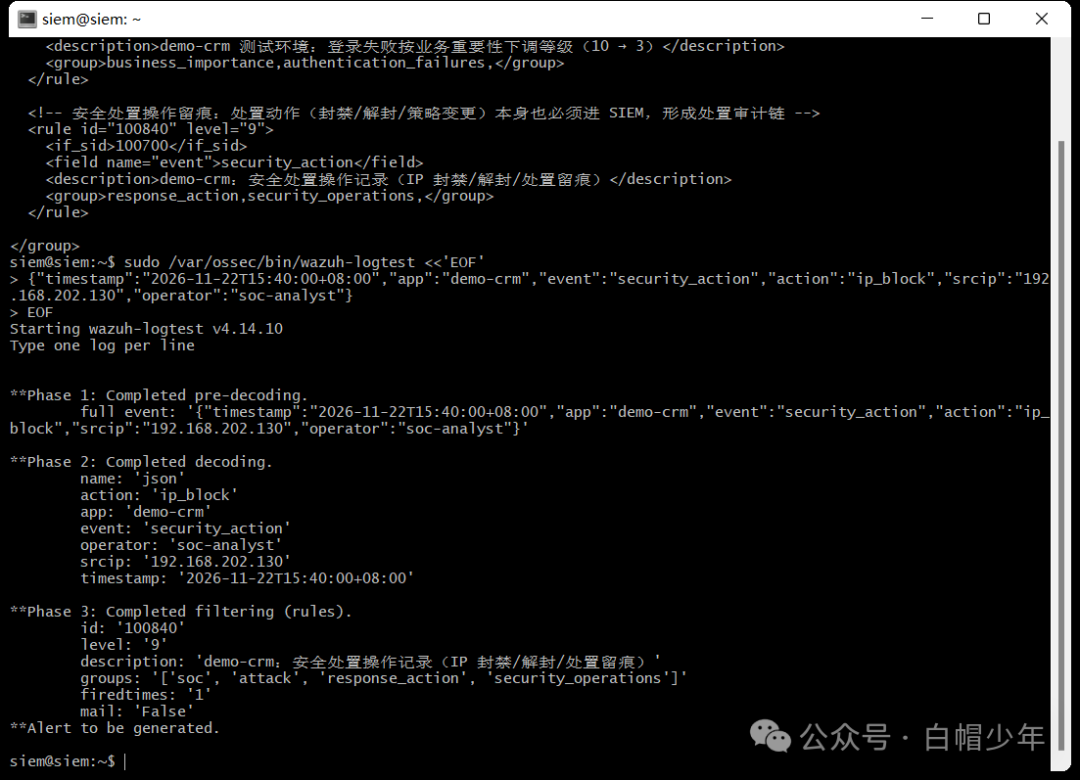 siem@siem: ~
<description>demo-crm 测试环境：登录失败按业务重要性下调等级（10 → 3）</description>
<group>business_importance,authentication_failures,</group>
</rule>
<!-- 安全处置操作留痕：处置动作（封禁/解封/策略变更）本身也必须进 SIEM，形成处置审计链 -->
<rule id="100840" level="9">
<if_sid>100700</if_sid>
<field name="event">security_action</field>
<description>demo-crm：安全处置操作记录（IP 封禁/解封/处置留痕）</description>
<group>response_action,security_operations,</group>
</rule>
</group>
siem@siem:~$ sudo /var/ossec/bin/wazuh-logtest <<'EOF'
> {"timestamp":"2026-11-22T15:40:00+08:00","app":"demo-crm","event":"security_action","action":"ip_block","srcip":"192
.168.202.130","operator":"soc-analyst"}
> EOF
Starting wazuh-logtest v4.14.10
Type one log per line
**Phase 1: Completed pre-decoding.
full event: '{"timestamp":"2026-11-22T15:40:00+08:00","app":"demo-crm","event":"security_action","action":"ip_
block","srcip":"192.168.202.130","operator":"soc-analyst"}'
**Phase 2: Completed decoding.
name: 'json'
action: 'ip_block'
app: 'demo-crm'
event: 'security_action'
operator: 'soc-analyst'
srcip: '192.168.202.130'
timestamp: '2026-11-22T15:40:00+08:00'
**Phase 3: Completed filtering (rules).
id: '100840'
level: '9'
description: 'demo-crm：安全处置操作记录（IP 封禁/解封/处置留痕）'
groups: '['soc', 'attack', 'response_action', 'security_operations']'
firedtimes: '1'
mail: 'False'
**Alert to be generated.
siem@siem:~$
公众号 · 白帽少年